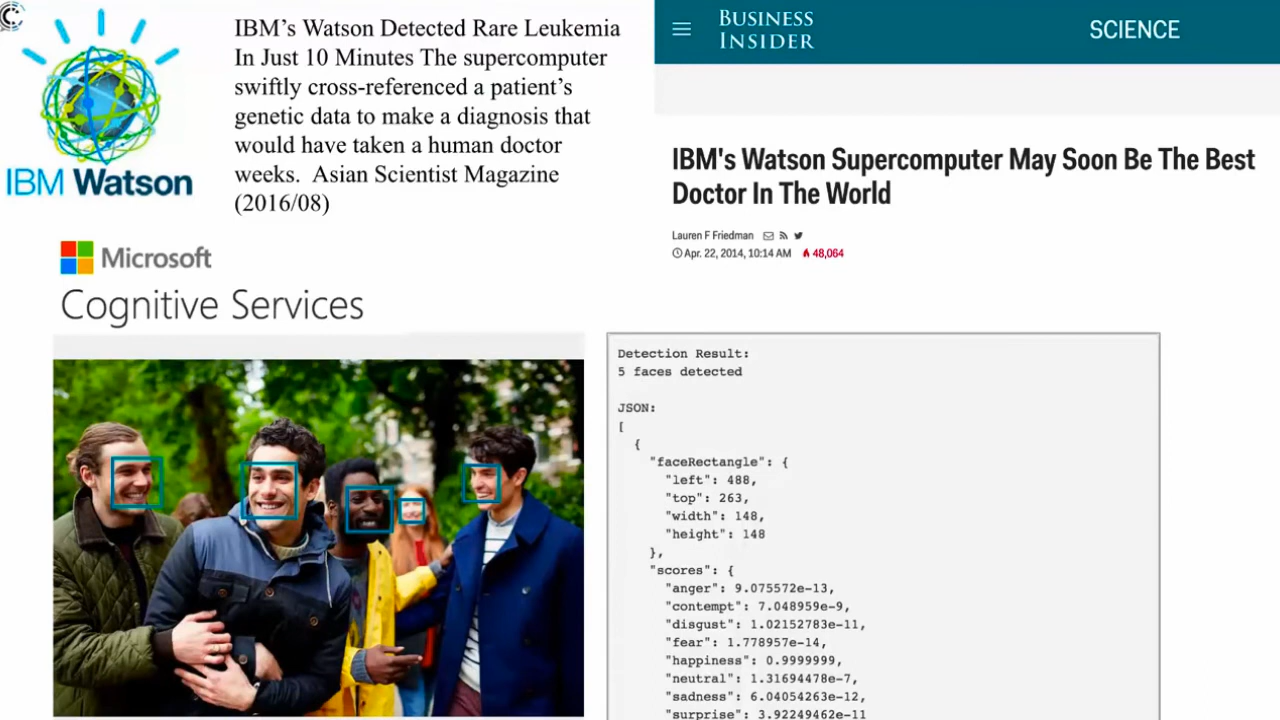 IBM's Watson Detected Rare Leukemia
In Just 10 Minutes The supercomputer
swiftly cross-referenced a patient's
genetic data to make a diagnosis that
would have taken a human doctor
weeks. Asian Scientist Magazine
(2016/08)
IBM Watson
BUSINESS
INSIDER
SCIENCE
IBM's Watson Supercomputer May Soon Be The Best
Doctor In The World
Lauren F Friedman
Apr. 22, 2014, 10:14 AM 48,064
Microsoft
Cognitive Services
Detection Result:
5 faces detected
JSON:
[
{
"faceRectangle": {
"left": 488,
"top": 263,
"width": 148,
"height": 148
},
"scores": {
"anger": 9.075572e-13,
"contempt": 7.048959e-9,
"disgust": 1.02152783e-11,
"fear": 1.778957e-14,
"happiness": 0.9999999,
"neutral": 1.31694478e-7,
"sadness": 6.04054263e-12,
"surprise": 3.92249462e-11